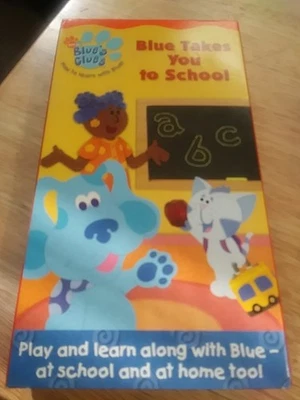 Blue's
Clues
Blue Takes
You
to School
a b c
Play and learn along with Blue –
at school and at home too!